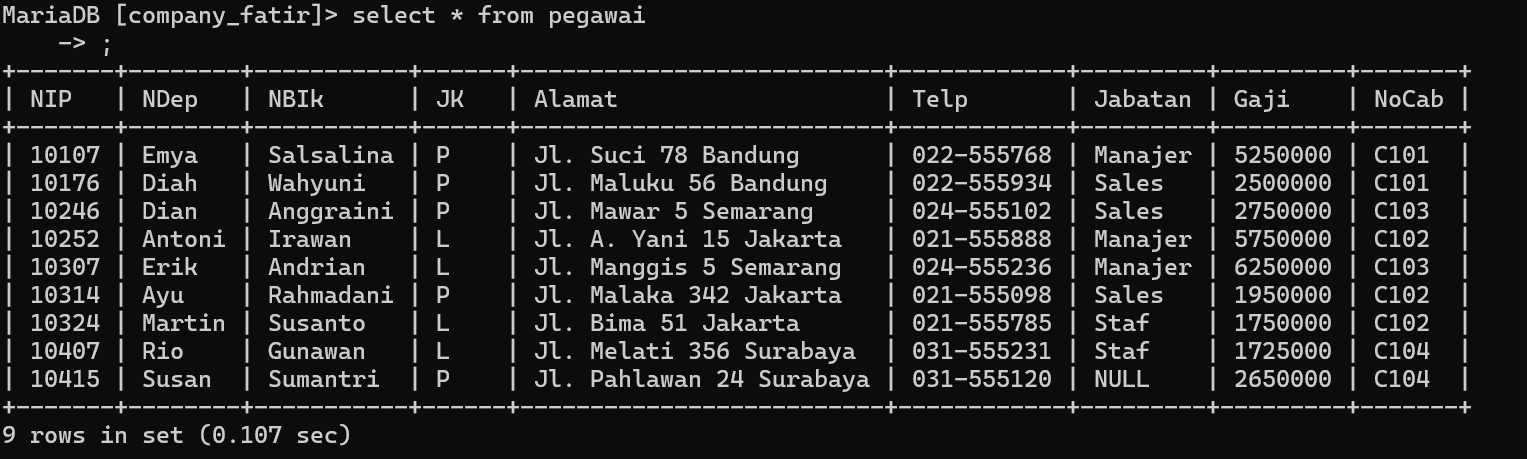 MariaDB [company_fatir]> select * from pegawai
    -> ;
+-------+--------+-----------+------+--------------------------+------------+---------+---------+-------+
| NIP   | NDep   | NBIk      | JK   | Alamat                   | Telp       | Jabatan | Gaji    | NoCab |
+-------+--------+-----------+------+--------------------------+------------+---------+---------+-------+
| 10107 | Emya   | Salsalina | P    | Jl. Suci 78 Bandung      | 022-555768 | Manajer | 5250000 | C101  |
| 10176 | Diah   | Wahyuni   | P    | Jl. Maluku 56 Bandung    | 022-555934 | Sales   | 2500000 | C101  |
| 10246 | Dian   | Anggraini | P    | Jl. Mawar 5 Semarang     | 024-555102 | Sales   | 2750000 | C103  |
| 10252 | Antoni | Irawan    | L    | Jl. A. Yani 15 Jakarta   | 021-555888 | Manajer | 5750000 | C102  |
| 10307 | Erik   | Andrian   | L    | Jl. Manggis 5 Semarang   | 024-555236 | Manajer | 6250000 | C103  |
| 10314 | Ayu    | Rahmadani | P    | Jl. Malaka 342 Jakarta   | 021-555098 | Sales   | 1950000 | C102  |
| 10324 | Martin | Susanto   | L    | Jl. Bima 51 Jakarta      | 021-555785 | Staf    | 1750000 | C102  |
| 10407 | Rio    | Gunawan   | L    | Jl. Melati 356 Surabaya  | 031-555231 | Staf    | 1725000 | C104  |
| 10415 | Susan  | Sumantri  | P    | Jl. Pahlawan 24 Surabaya | 031-555120 | NULL    | 2650000 | C104  |
+-------+--------+-----------+------+--------------------------+------------+---------+---------+-------+
9 rows in set (0.107 sec)